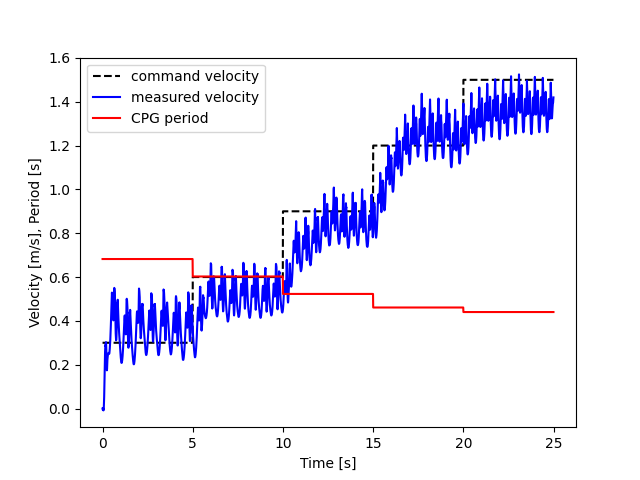 1.6
1.4
1.2
1.0
0.8
0.6
0.4
0.2
0.0
Velocity [m/s], Period [s]
command velocity
measured velocity
CPG period
0 5 10 15 20 25
Time [s]